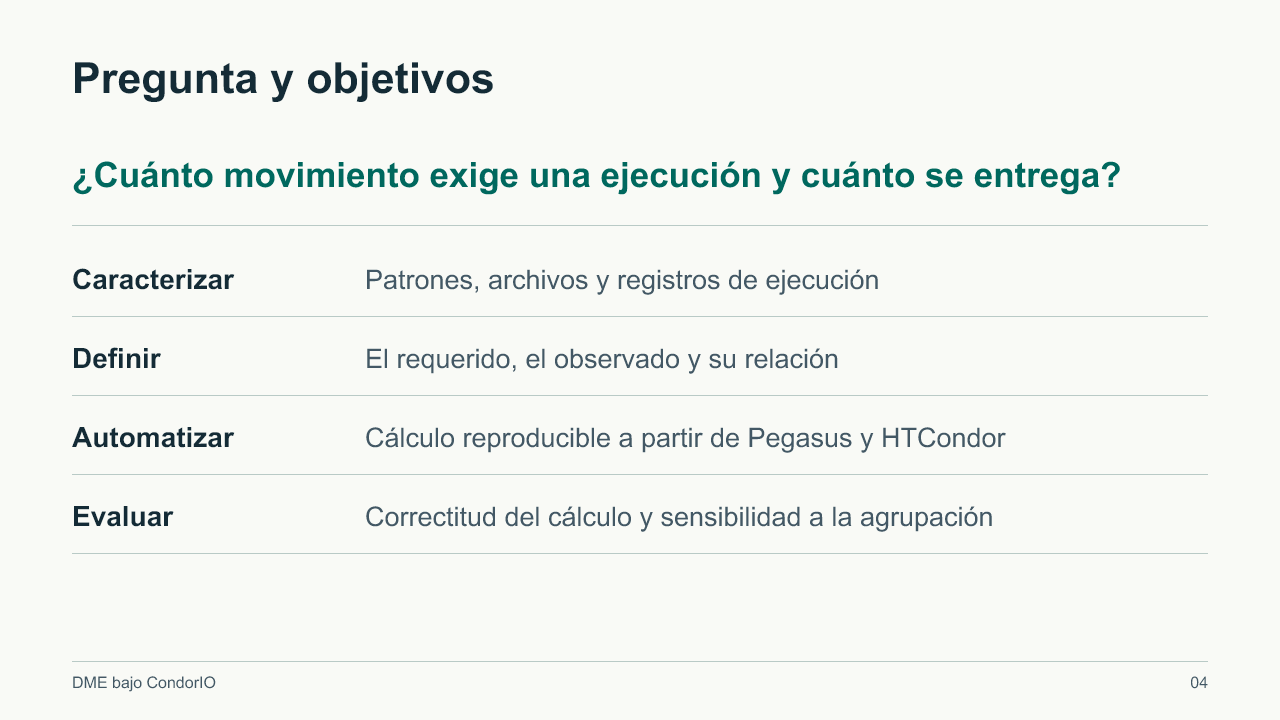 Pregunta y objetivos
¿Cuánto movimiento exige una ejecución y cuánto se entrega?
Caracterizar Patrones, archivos y registros de ejecución
Definir El requerido, el observado y su relación
Automatizar Cálculo reproducible a partir de Pegasus y HTCondor
Evaluar Correctitud del cálculo y sensibilidad a la agrupación
DME bajo CondorIO 04